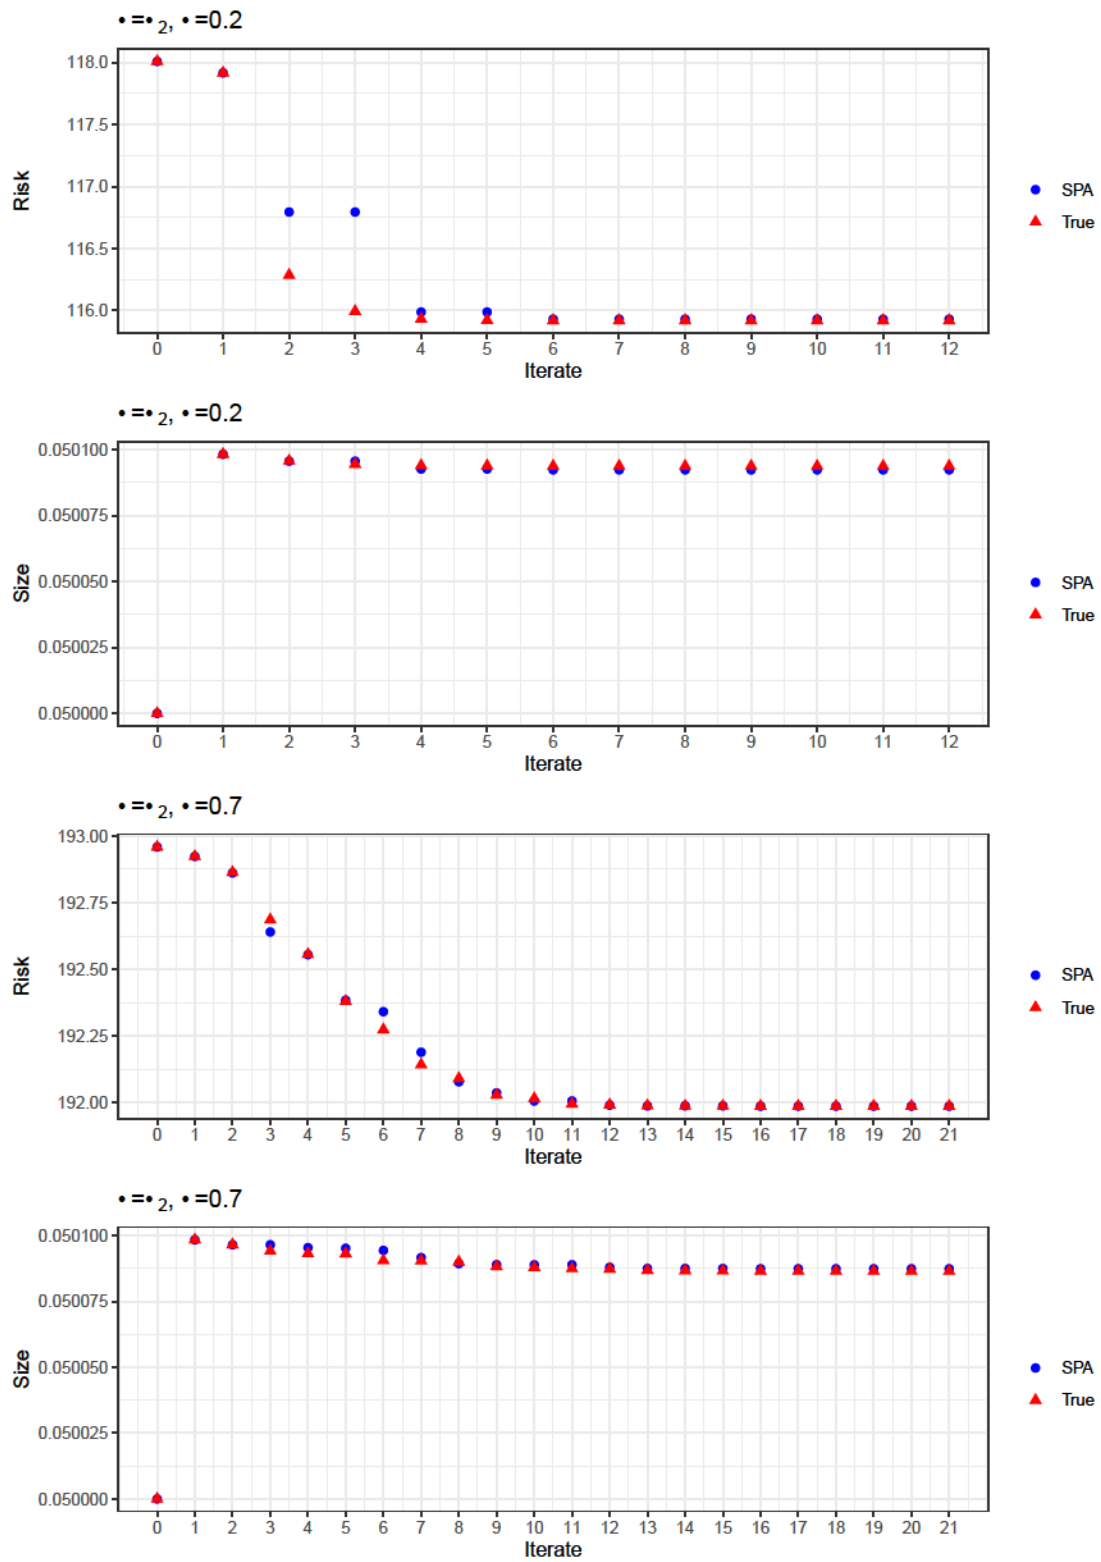 • =• 2, • =0.2
118.0
117.5
117.0
116.5
116.0
Risk
0 1 2 3 4 5 6 7 8 9 10 11 12
Iterate
SPA
True
• =• 2, • =0.2
0.050100
0.050075
0.050050
0.050025
0.050000
Size
0 1 2 3 4 5 6 7 8 9 10 11 12
Iterate
SPA
True
• =• 2, • =0.7
193.00
192.75
192.50
192.25
192.00
Risk
0 1 2 3 4 5 6 7 8 9 10 11 12 13 14 15 16 17 18 19 20 21
Iterate
SPA
True
• =• 2, • =0.7
0.050100
0.050075
0.050050
0.050025
0.050000
Size
0 1 2 3 4 5 6 7 8 9 10 11 12 13 14 15 16 17 18 19 20 21
Iterate
SPA
True